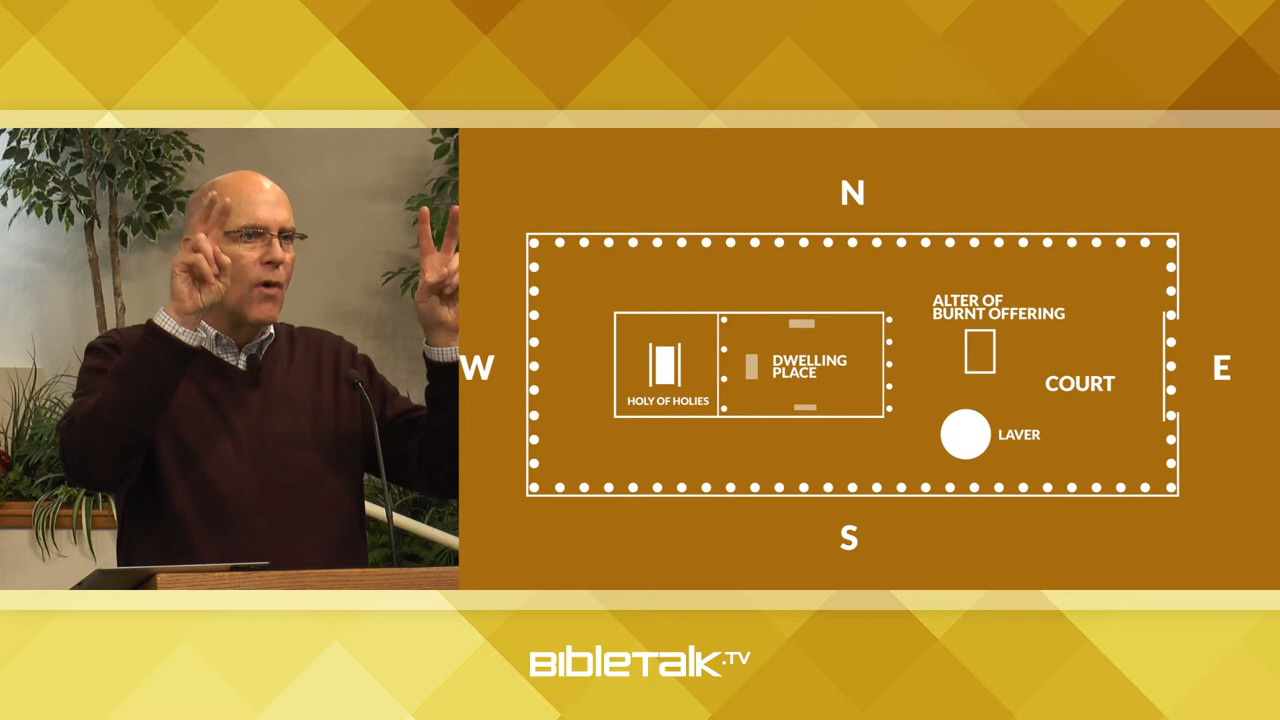 N
ALTER OF
BURNT OFFERING
W
DWELLING
PLACE
E
COURT
HOLY OF HOLIES
LAVER
S
BIBLETALK.TV